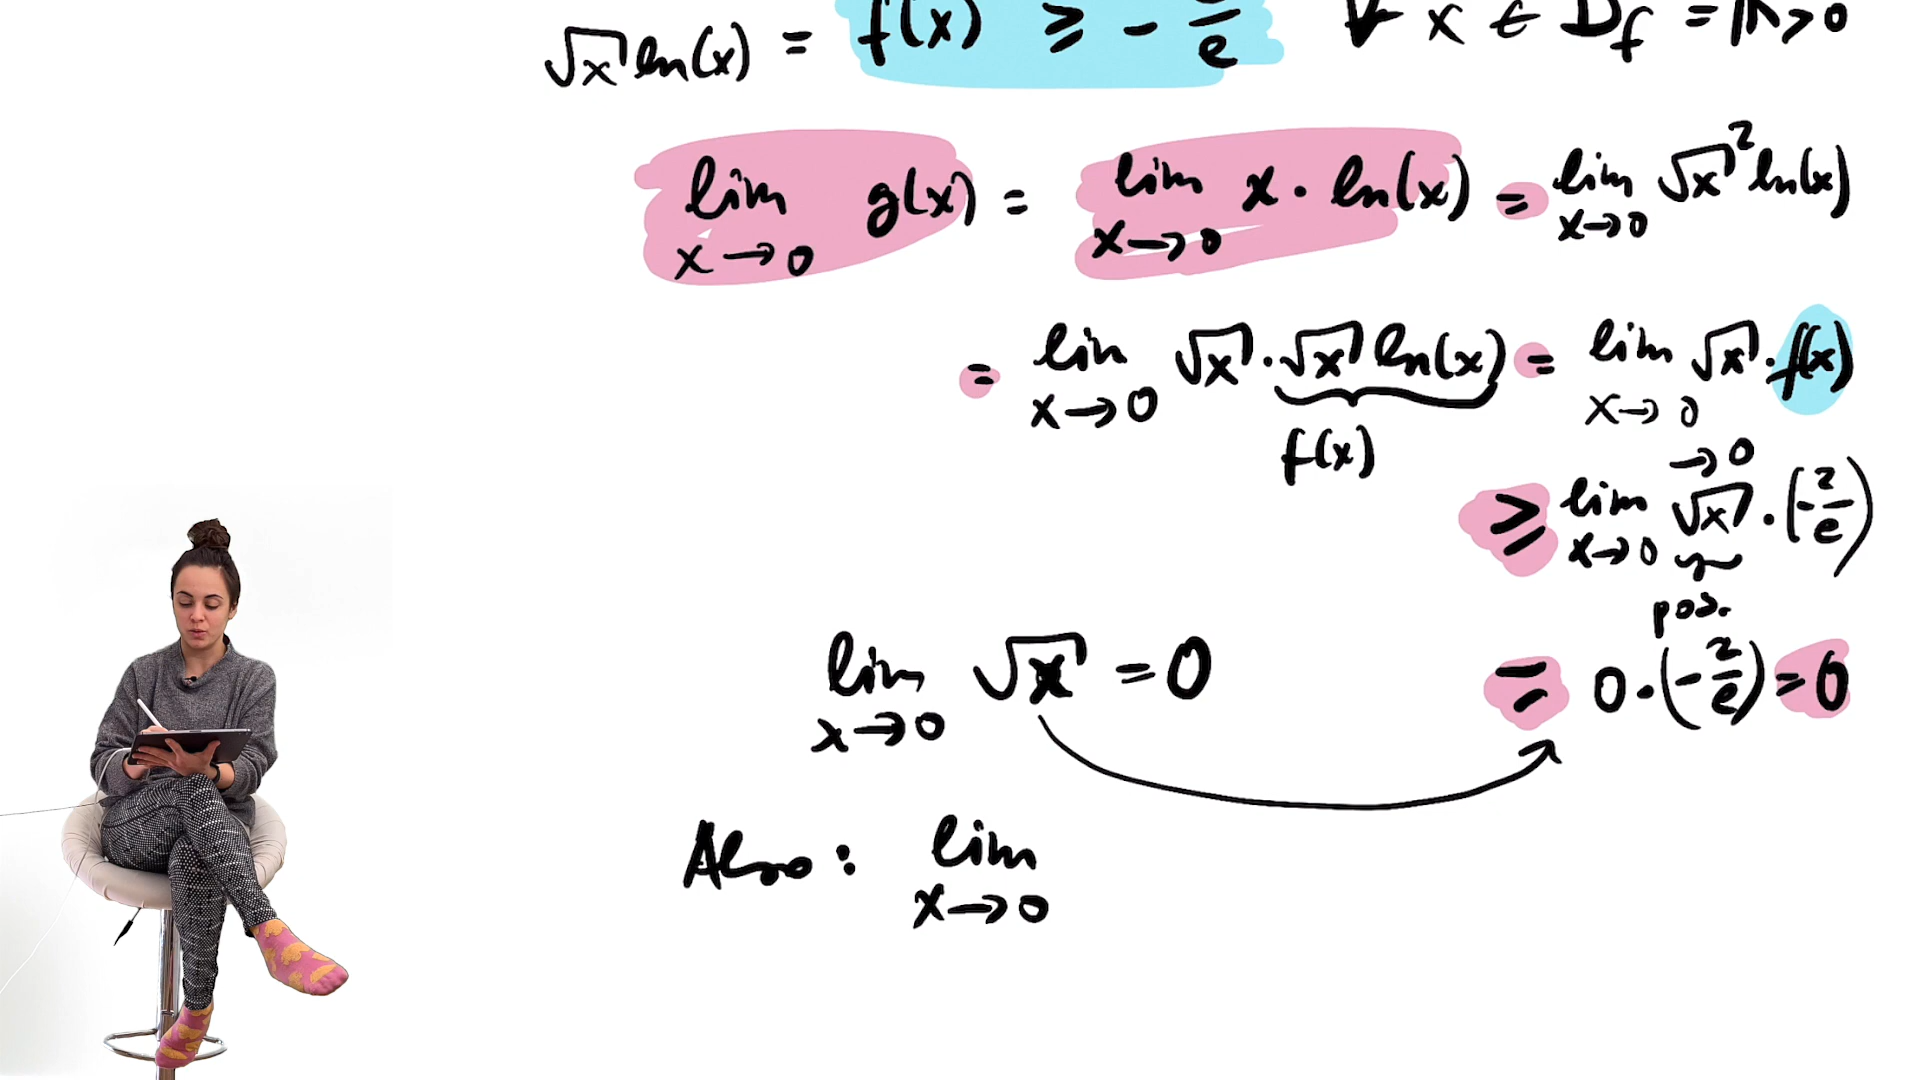 √x ln(x) = f(x) ≥ - 2/e ∀ x ∈ D_f = ℝ>0
lim x→0 g(x) = lim x→0 x · ln(x) = lim x→0 √x² ln(x)
= lim x→0 √x · √x ln(x) = lim x→0 √x · f(x)
f(x)
→0
≥ lim x→0 √x · (-2/e)
pos.
lim x→0 √x = 0
= 0 · (-2/e) = 0
Also: lim x→0